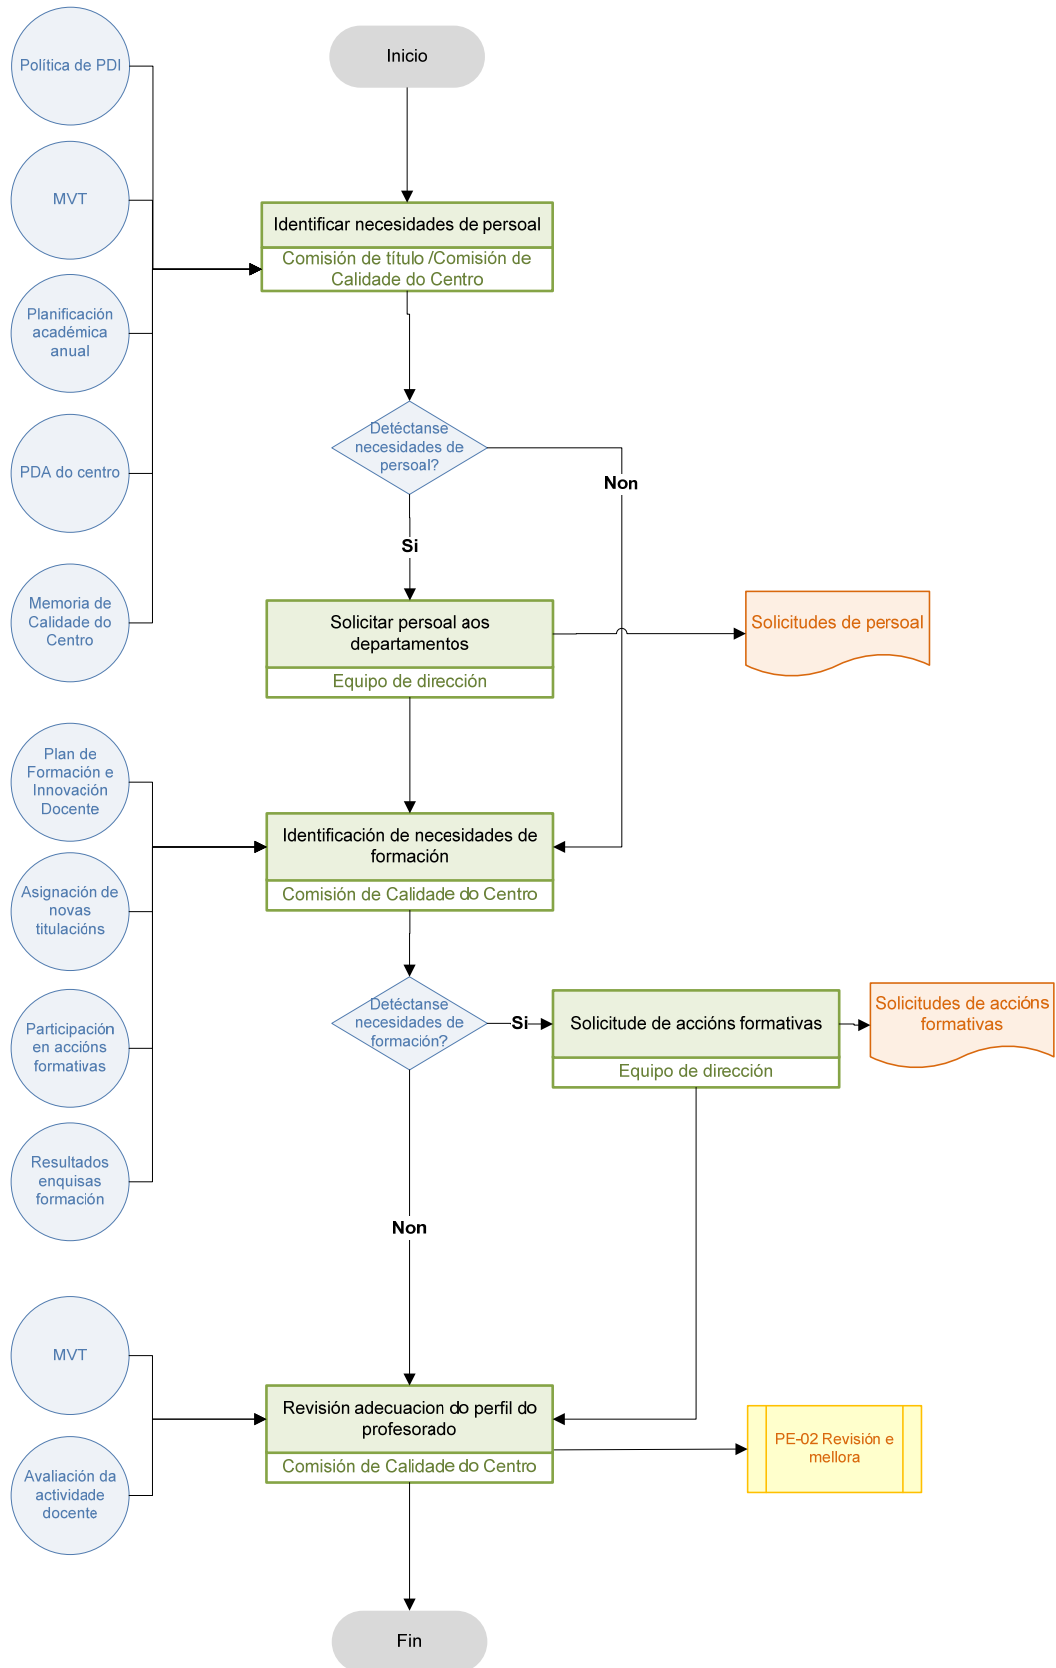 Política de PDI
Inicio
MVT
Identificar necesidades de persoal
Comisión de título /Comisión de
Calidade do Centro
Planificación
académica
anual
Detéctanse
necesidades de
persoal?
PDA do centro
Non
Si
Memoria de
Calidade do
Centro
Solicitar persoal aos
departamentos
Equipo de dirección
Solicitudes de persoal
Plan de
Formación e
Innovación
Docente
Identificación de necesidades de
formación
Comisión de Calidade do Centro
Asignación de
novas
titulacións
Detéctanse
necesidades de
formación?
Si
Solicitude de accións formativas
Equipo de dirección
Solicitudes de accións
formativas
Participación
en accións
formativas
Resultados
enquisas
formación
Non
MVT
Revisión adecuacion do perfil do
profesorado
Comisión de Calidade do Centro
PE-02 Revisión e
mellora
Avaliación da
actividade
docente
Fin